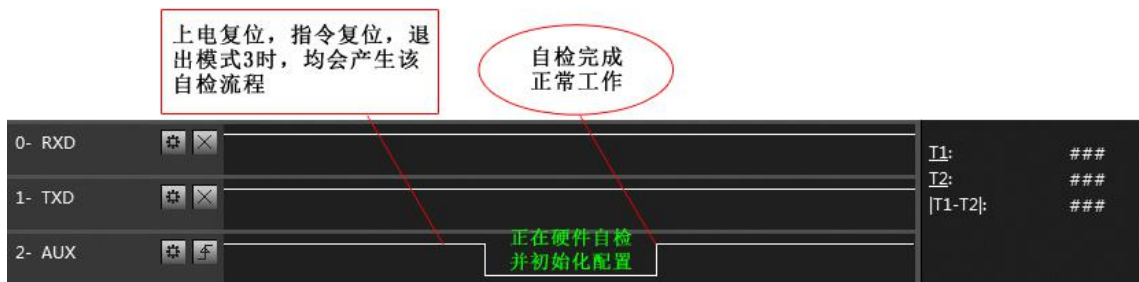 上电复位，指令复位，退
出模式3时，均会产生该
自检流程
自检完成
正常工作
0- RXD
T1: ###
T2: ###
1- TXD
|T1-T2|: ###
正在硬件自检
2- AUX
并初始化配置